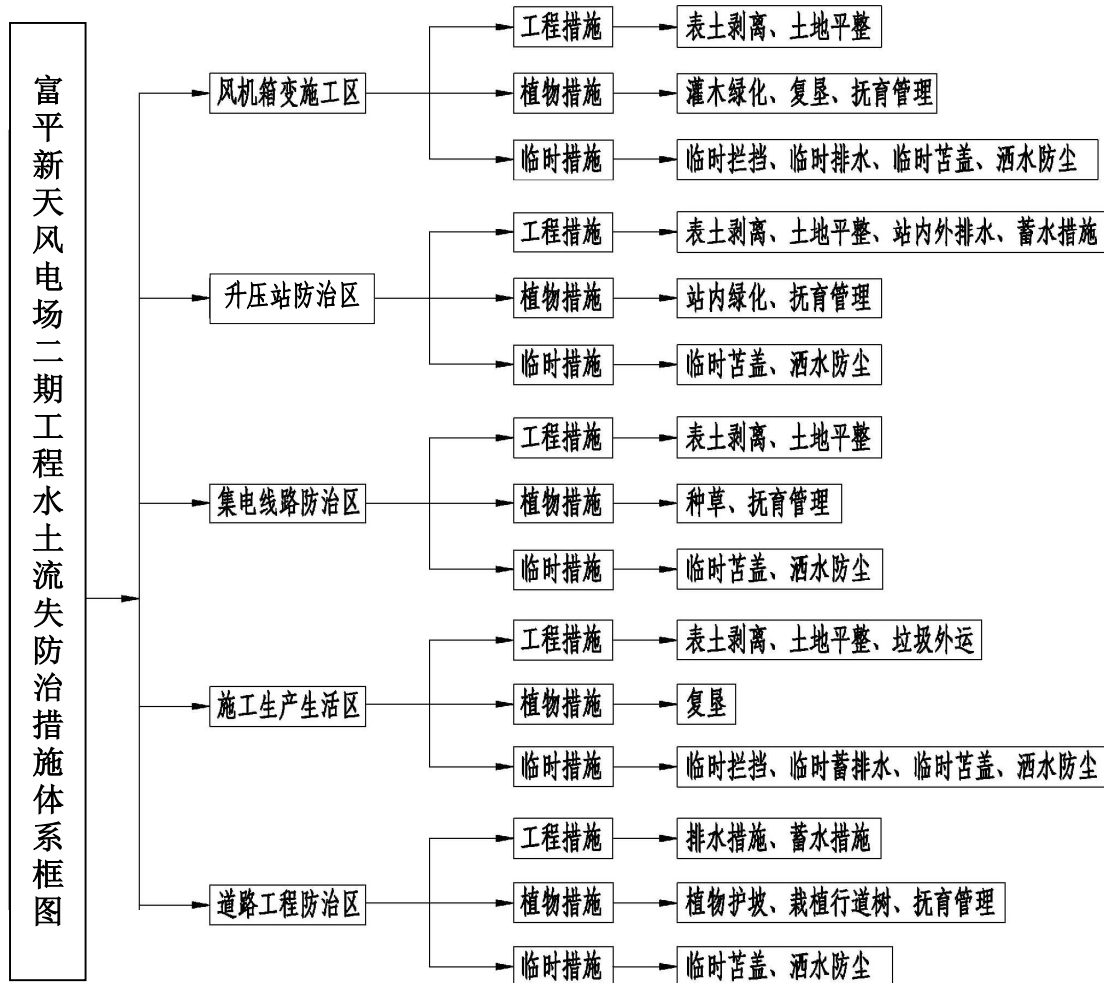 富平新天风电场二期工程水土流失防治措施体系框图
风机箱变施工区
工程措施
表土剥离、土地平整
植物措施
灌木绿化、复垦、抚育管理
临时措施
临时拦挡、临时排水、临时苫盖、洒水防尘
升压站防治区
工程措施
表土剥离、土地平整、站内外排水、蓄水措施
植物措施
站内绿化、抚育管理
临时措施
临时苫盖、洒水防尘
集电线路防治区
工程措施
表土剥离、土地平整
植物措施
种草、抚育管理
临时措施
临时苫盖、洒水防尘
施工生产生活区
工程措施
表土剥离、土地平整、垃圾外运
植物措施
复垦
临时措施
临时拦挡、临时蓄排水、临时苫盖、洒水防尘
道路工程防治区
工程措施
排水措施、蓄水措施
植物措施
植物护坡、栽植行道树、抚育管理
临时措施
临时苫盖、洒水防尘